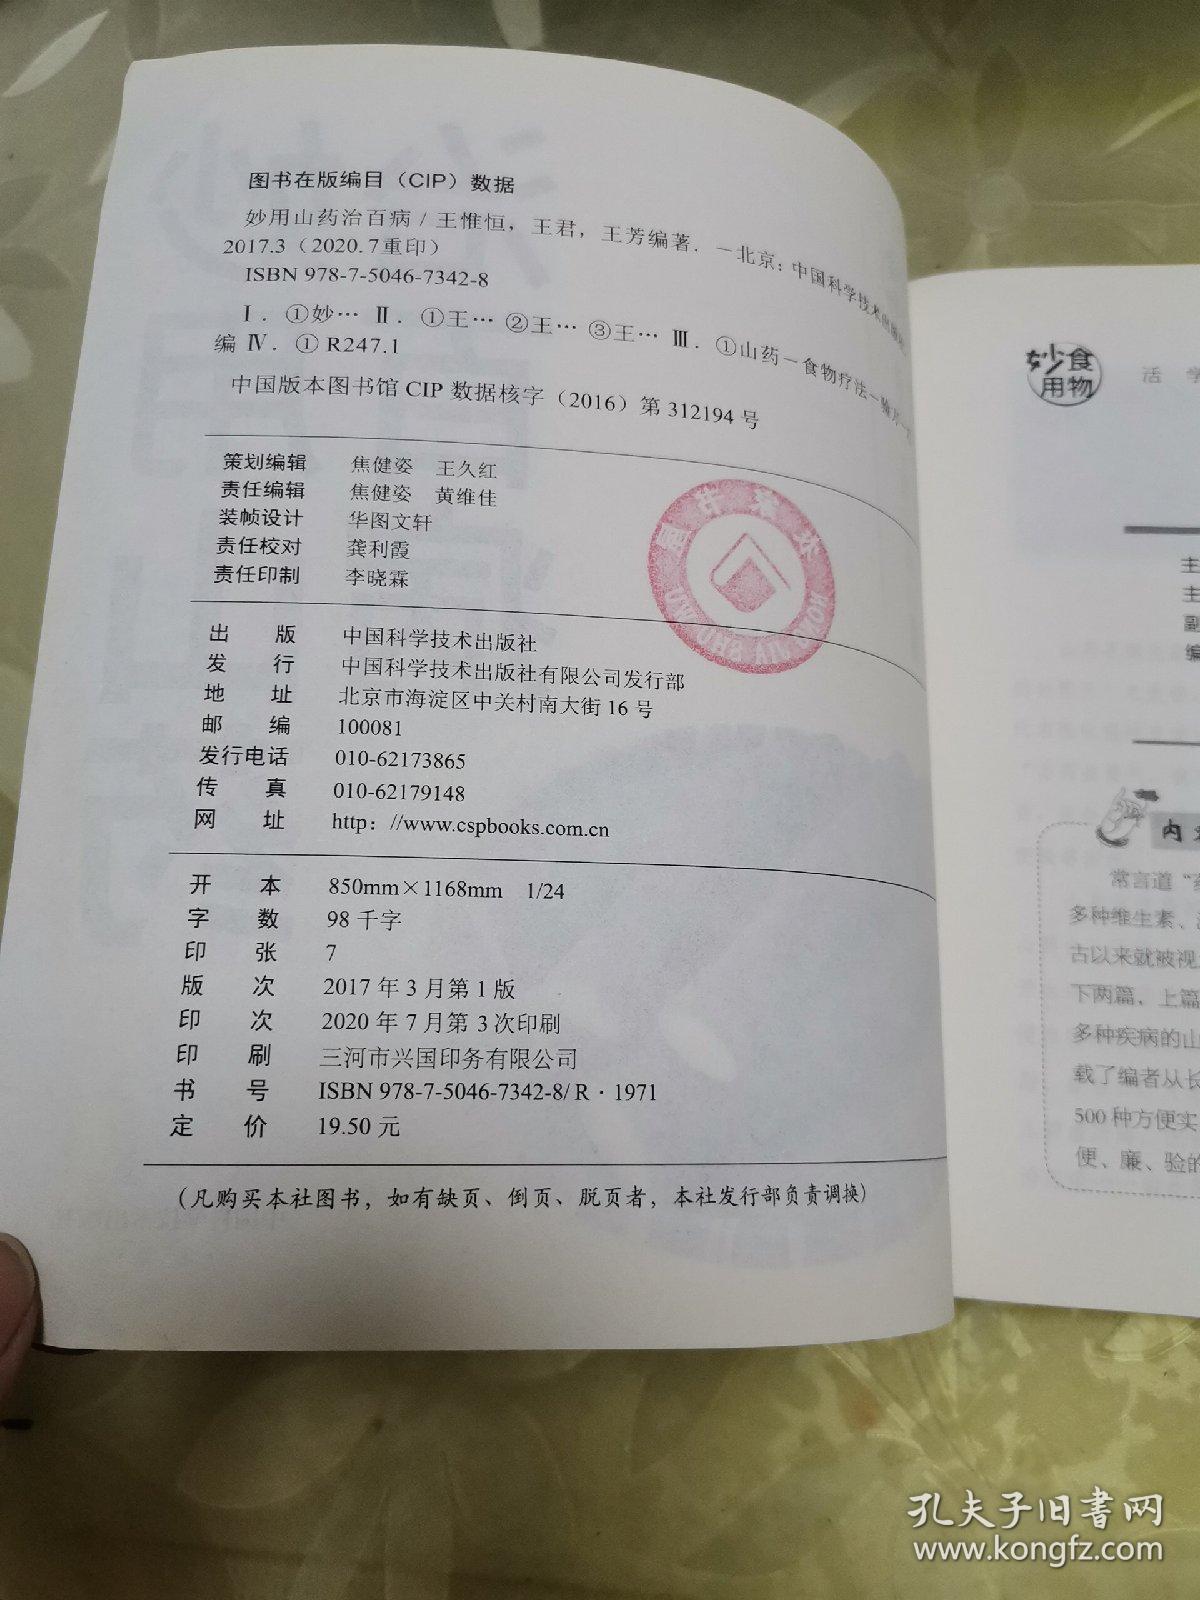 图书在版编目（CIP）数据
妙用山药治百病 / 王惟恒，王君，王芳编著．－北京：中国科学技术出版社，
2017.3（2020.7重印）
ISBN 978-7-5046-7342-8
Ⅰ．①妙… Ⅱ．①王… ②王… ③王… Ⅲ．①山药－食物疗法－验方－
编 Ⅳ．① R247.1
中国版本图书馆 CIP 数据核字（2016）第 312194 号
策划编辑 焦健姿 王久红
责任编辑 焦健姿 黄维佳
装帧设计 华图文轩
责任校对 龚利霞
责任印制 李晓霖
出版 中国科学技术出版社
发行 中国科学技术出版社有限公司发行部
地址 北京市海淀区中关村南大街 16 号
邮编 100081
发行电话 010-62173865
传真 010-62179148
网址 http：//www.cspbooks.com.cn
开本 850mm×1168mm 1/24
字数 98 千字
印张 7
版次 2017 年 3 月第 1 版
印次 2020 年 7 月第 3 次印刷
印刷 三河市兴国印务有限公司
书号 ISBN 978-7-5046-7342-8/ R · 1971
定价 19.50 元
（凡购买本社图书，如有缺页、倒页、脱页者，本社发行部负责调换）
妙用食物
活 学
主
主
副
编
内
常言道“
多种维生素、
古以来就被视
下两篇，上篇
多种疾病的山
载了编者从长
500 种方便实
便、廉、验的
孔夫子旧书网
www.kongfz.com